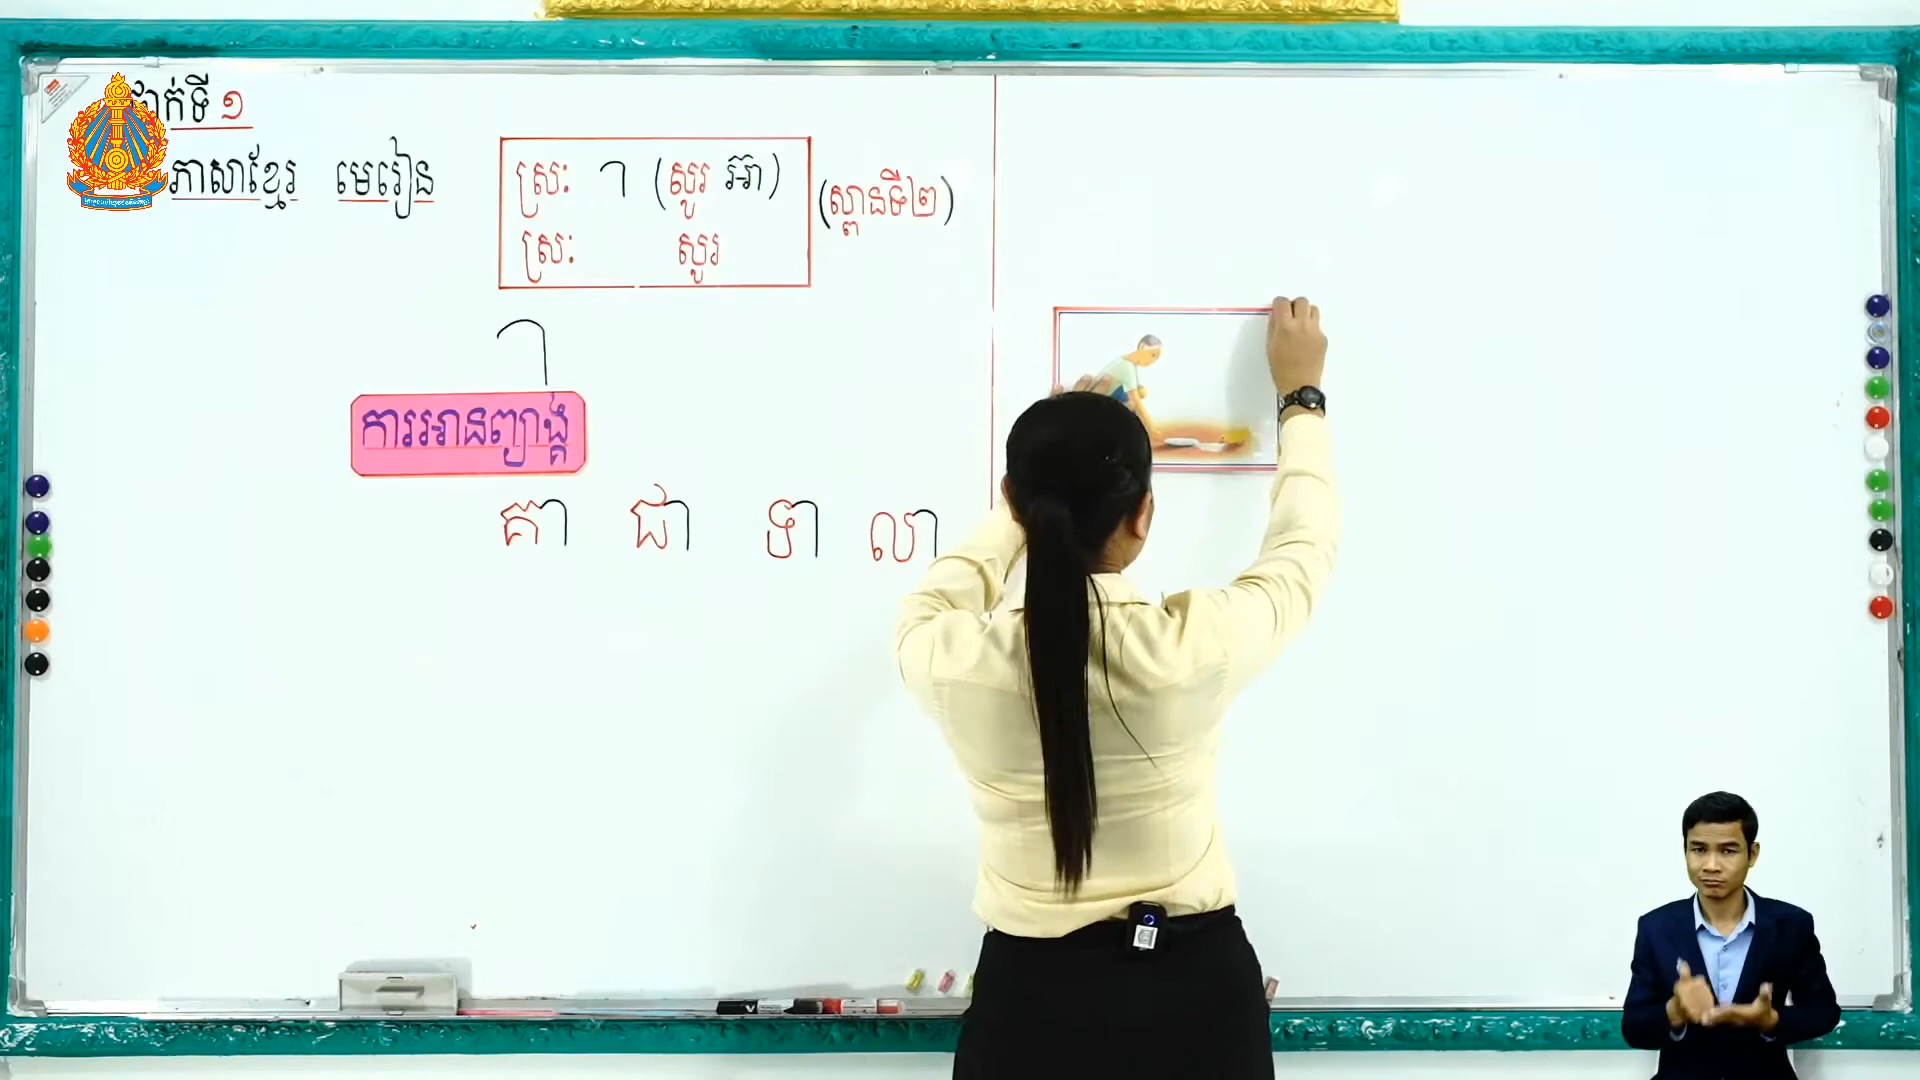 ថ្នាក់ទី ១
ភាសាខ្មែរ មេរៀន
ស្រៈ ា (សូរ អ៊ា)
ស្រៈ សូរ
(ស្ពានទី២)
ា
ការអានព្យាង្គ
គា ជា ទា លា